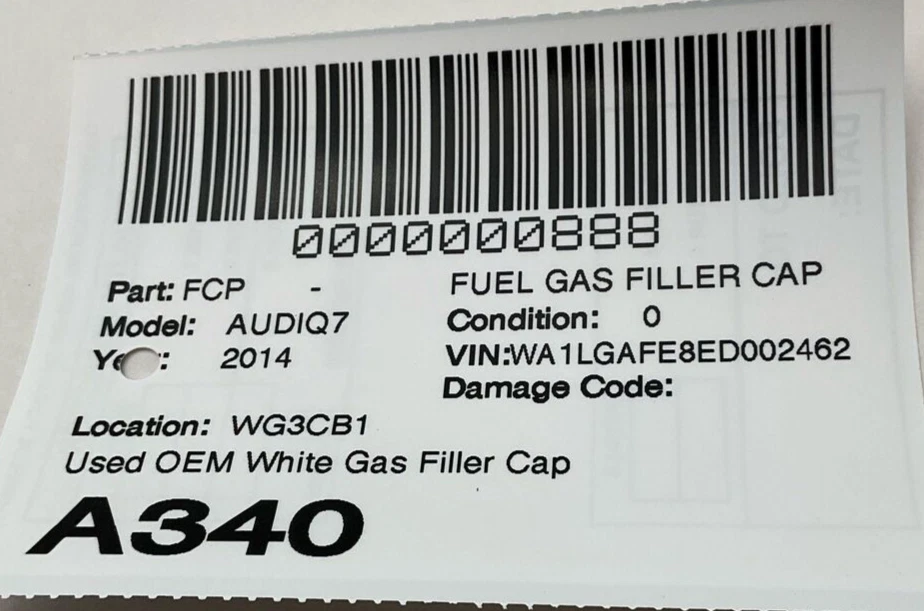 0000000888
Part: FCP - FUEL GAS FILLER CAP
Model: AUDIQ7 Condition: 0
2014 VIN:WA1LGAFE8ED002462
Damage Code:
Location: WG3CB1
Used OEM White Gas Filler Cap
A340